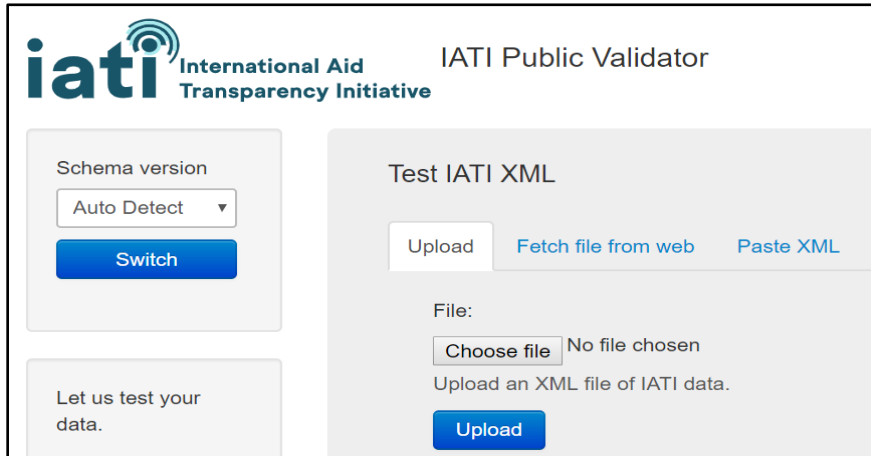 iati International Aid
Transparency Initiative
IATI Public Validator
Schema version
Auto Detect
Switch
Let us test your
data.
Test IATI XML
Upload Fetch file from web Paste XML
File:
Choose file No file chosen
Upload an XML file of IATI data.
Upload